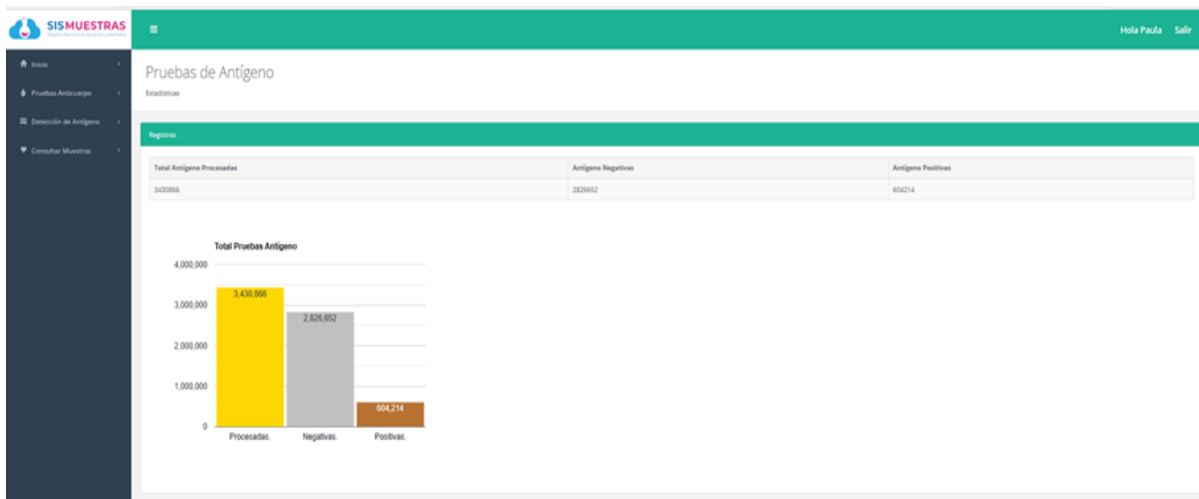 SISMUESTRAS
Hola Paula Salir
Inicio
Pruebas Anticuerpo
Detección de Antígeno
Consultar Muestras
Pruebas de Antígeno
Estadísticas
Registros
Total Antígeno Procesadas Antígeno Negativas Antígeno Positivas
3430866 2826652 604214
Total Pruebas Antígeno
4,000,000
3,000,000
2,000,000
1,000,000
0
3,430,866
2,826,652
604,214
Procesadas. Negativas. Positivas.